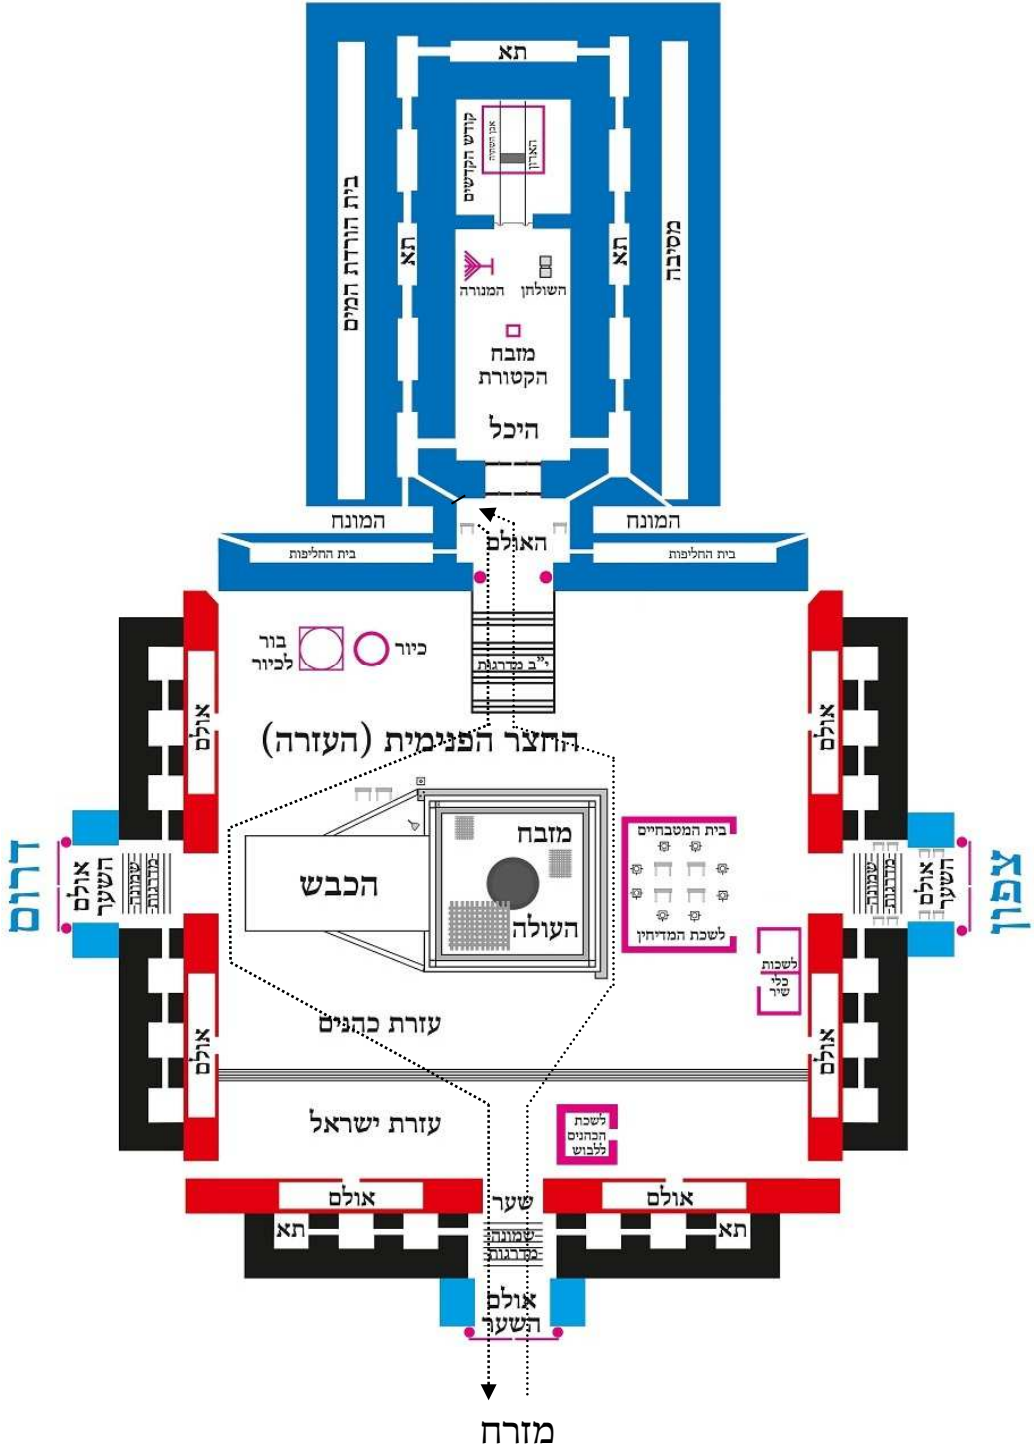 תא
קודש הקדשים
אבן השתיה
הארון
בית הורדת המים
תא
תא
מסיבה
המנורה
השולחן
מזבח
הקטורת
היכל
המונח
המונח
האולם
בית החליפות
בית החליפות
בור
לכיור
כיור
י"ב מדרגות
אולם
אולם
החצר הפנימית (העזרה)
דרום
אולם
השער
שמונה
מדרגות
הכבש
מזבח
העולה
בית המטבחיים
לשכת המדיחין
שמונה
מדרגות
אולם
השער
צפון
לשכות
כלי
שיר
עזרת כהנים
אולם
אולם
עזרת ישראל
לשכת
הכהנים
ללבוש
אולם
שער
אולם
תא
שמונה
מדרגות
תא
אולם
השער
מזרח